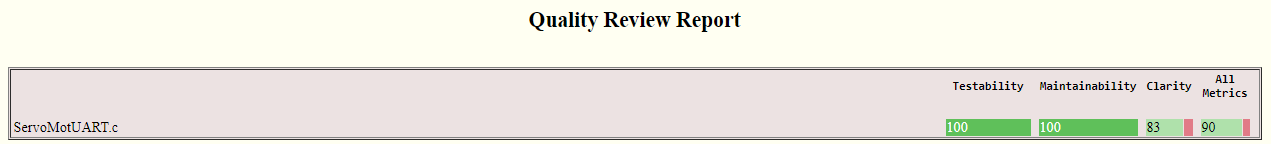 Quality Review Report
Testability Maintainability Clarity All Metrics
ServoMotUART.c 100 100 83 90